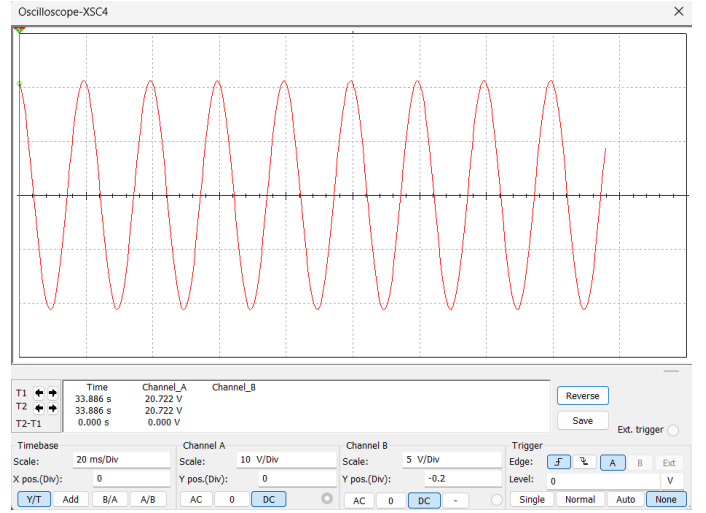 Oscilloscope-XSC4
Time Channel_A Channel_B
T1 33.886 s 20.722 V
T2 33.886 s 20.722 V
T2-T1 0.000 s 0.000 V
Reverse
Save
Ext. trigger
Timebase
Scale: 20 ms/Div
X pos.(Div): 0
Y/T Add B/A A/B
Channel A
Scale: 10 V/Div
Y pos.(Div): 0
AC 0 DC
Channel B
Scale: 5 V/Div
Y pos.(Div): -0.2
AC 0 DC -
Trigger
Edge: A B Ext
Level: 0 V
Single Normal Auto None